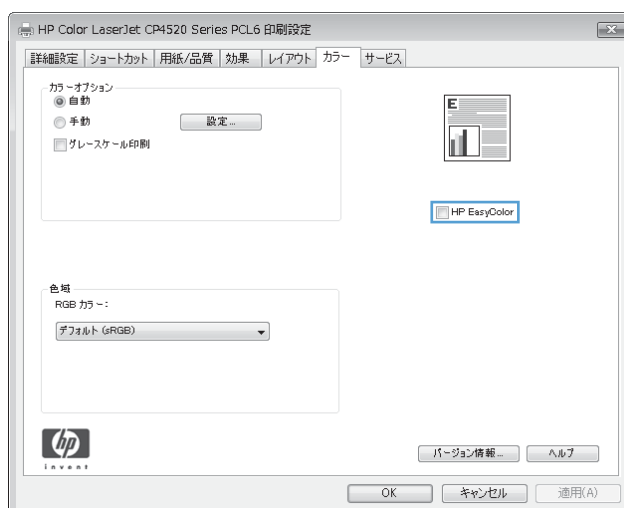 HP Color LaserJet CP4520 Series PCL6 印刷設定
詳細設定 ショートカット 用紙/品質 効果 レイアウト カラー サービス
カラーオプション
自動
手動 設定...
グレースケール印刷
E
HP EasyColor
色域
RGB カラー:
デフォルト (sRGB)
hp
invent
バージョン情報... ヘルプ
OK キャンセル 適用(A)